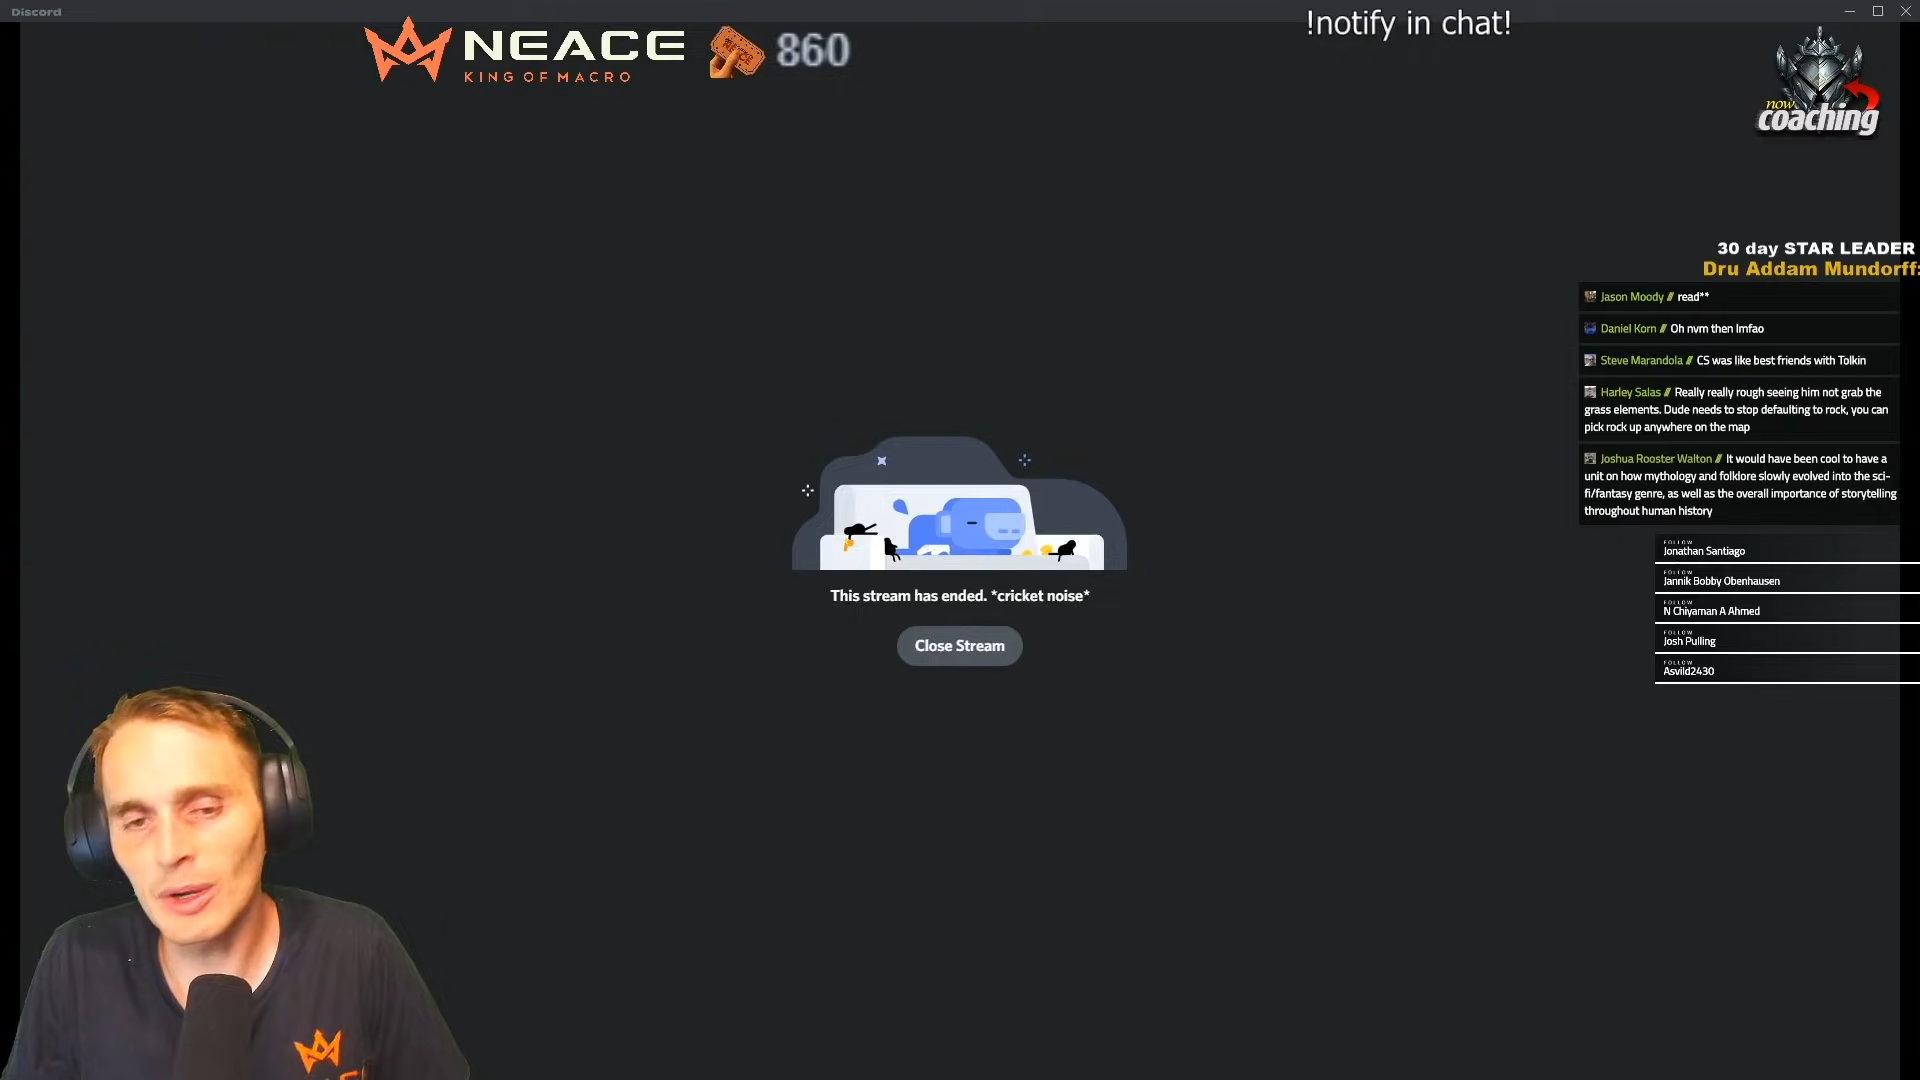 Discord
!notify in chat!
NEACE
KING OF MACRO
860
now
coaching
30 day STAR LEADER
Dru Addam Mundorff:
Jason Moody // read**
Daniel Korn // Oh nvm then lmfao
Steve Marandola // CS was like best friends with Tolkin
Harley Salas // Really really rough seeing him not grab the
grass elements. Dude needs to stop defaulting to rock, you can
pick rock up anywhere on the map
Joshua Rooster Walton // It would have been cool to have a
unit on how mythology and folklore slowly evolved into the sci-
fi/fantasy genre, as well as the overall importance of storytelling
throughout human history
FOLLOW
Jonathan Santiago
FOLLOW
Jannik Bobby Obenhausen
FOLLOW
N Chiyaman A Ahmed
FOLLOW
Josh Pulling
FOLLOW
Asvild2430
This stream has ended. *cricket noise*
Close Stream